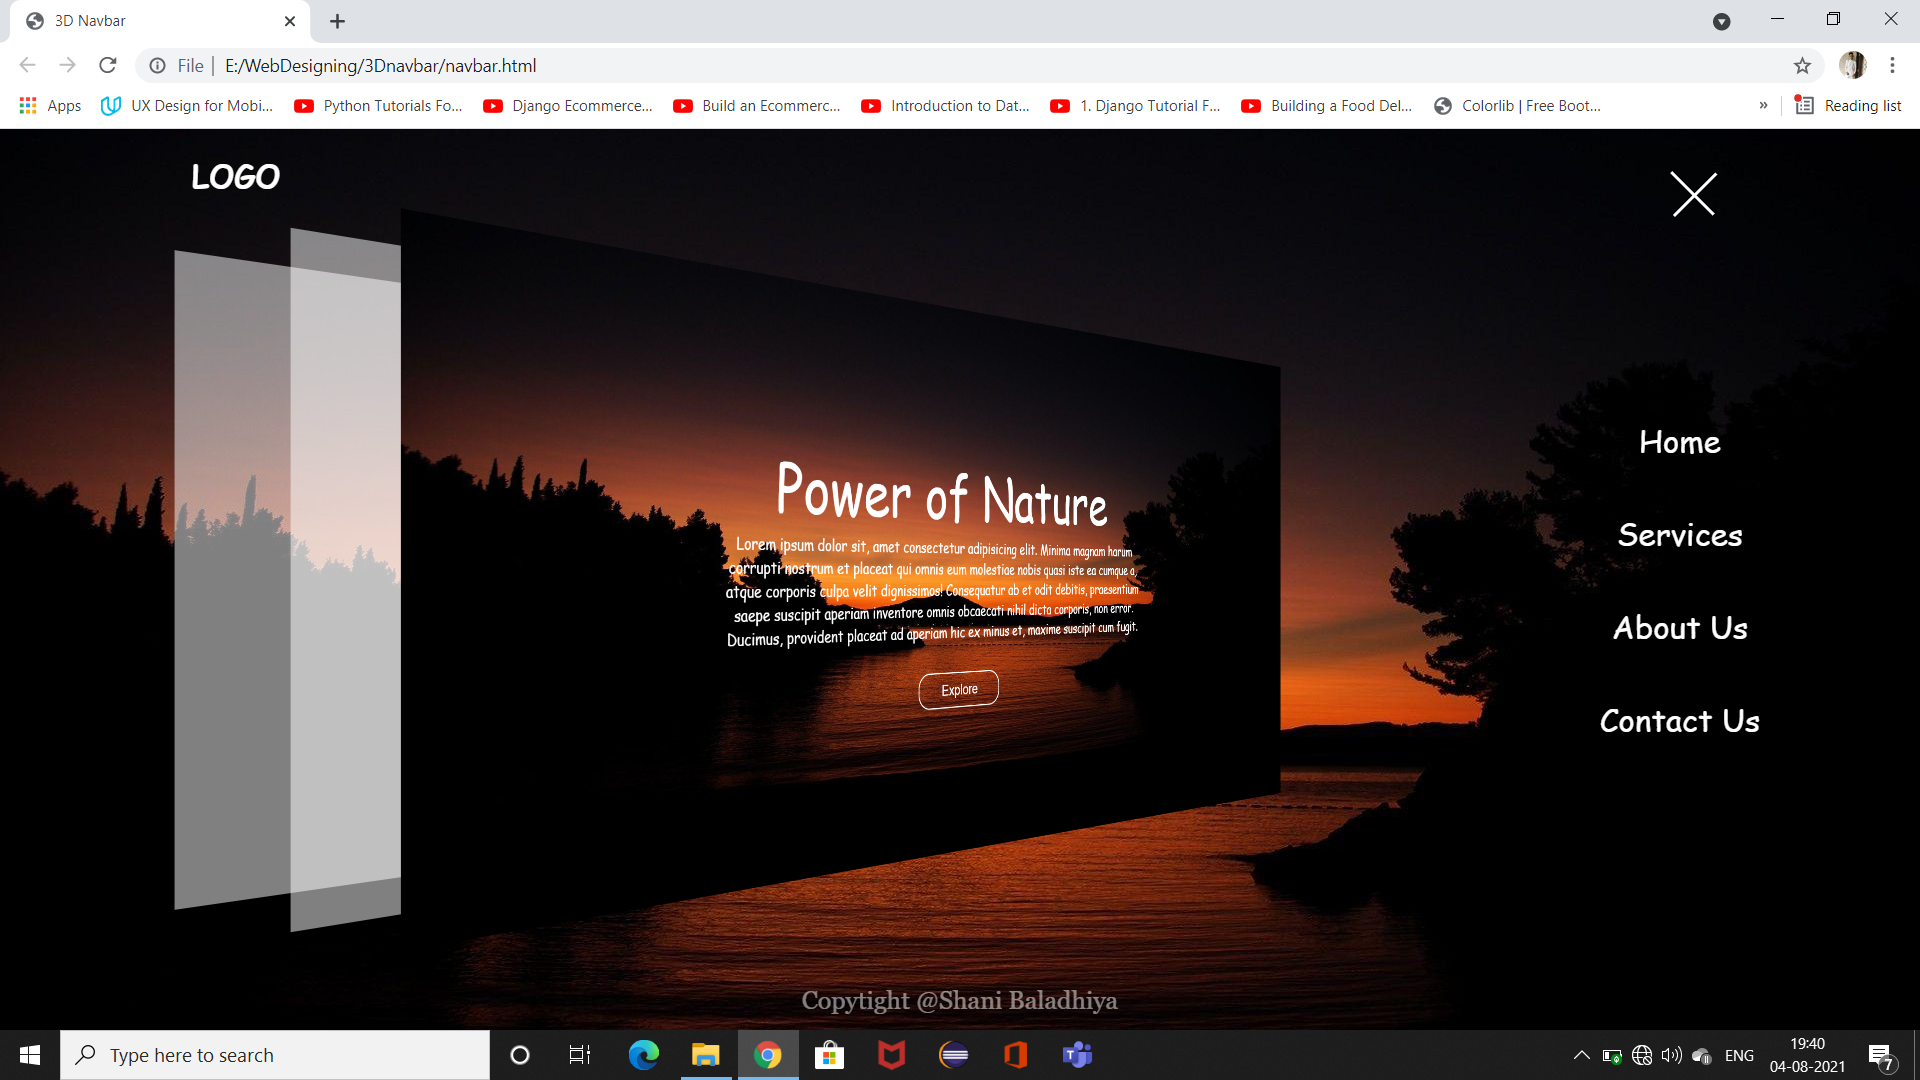 3D Navbar
File | E:/WebDesigning/3Dnavbar/navbar.html
Apps
UX Design for Mobi...
Python Tutorials Fo...
Django Ecommerce...
Build an Ecommerc...
Introduction to Dat...
1. Django Tutorial F...
Building a Food Del...
Colorlib | Free Boot...
»
Reading list
LOGO
Home
Services
About Us
Contact Us
Power of Nature
Lorem ipsum dolor sit, amet consectetur adipisicing elit. Minima magnam harum
corrupti nostrum et placeat qui omnis eum molestiae nobis quasi iste ea cumque a,
atque corporis culpa velit dignissimos! Consequatur ab et odit debitis, praesentium
saepe suscipit aperiam inventore omnis obcaecati nihil dicta corporis, non error.
Ducimus, provident placeat ad aperiam hic ex minus et, maxime suscipit cum fugit.
Explore
Copytight @Shani Baladhiya
Type here to search
ENG
19:40
04-08-2021
7